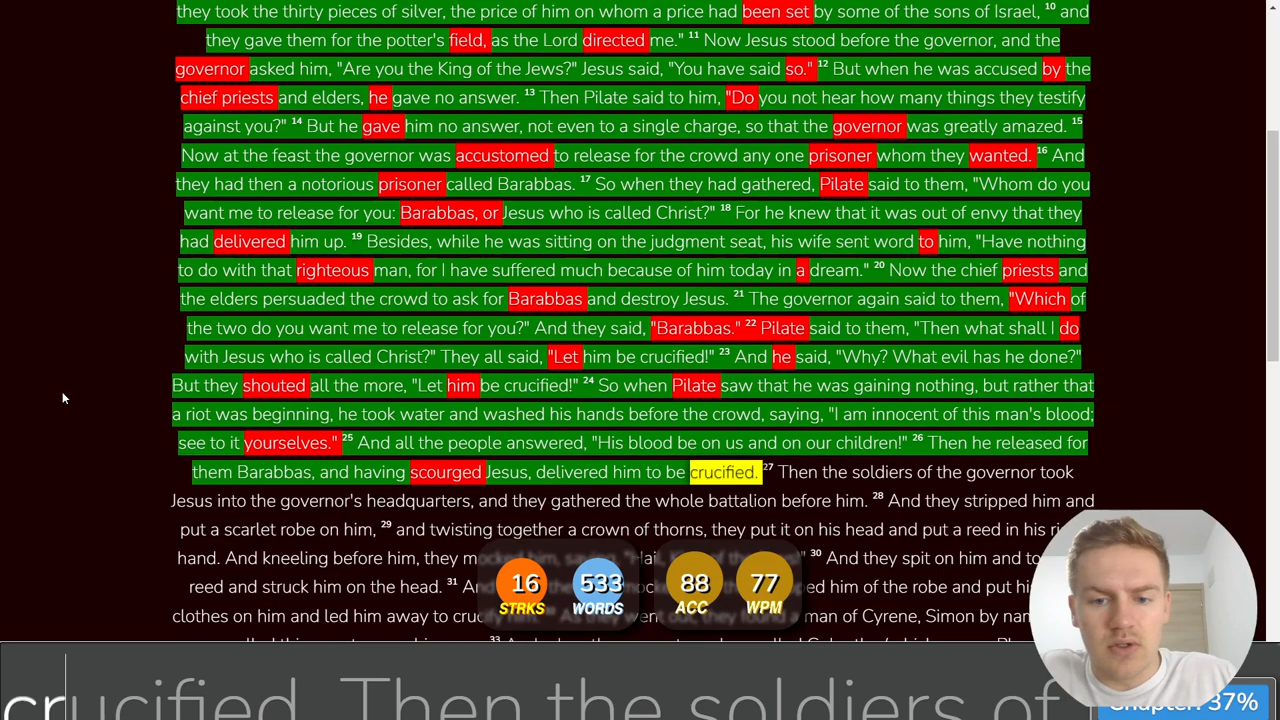 they took the thirty pieces of silver, the price of him on whom a price had been set by some of the sons of Israel, 10 and
they gave them for the potter's field, as the Lord directed me." 11 Now Jesus stood before the governor, and the
governor asked him, "Are you the King of the Jews?" Jesus said, "You have said so." 12 But when he was accused by the
chief priests and elders, he gave no answer. 13 Then Pilate said to him, "Do you not hear how many things they testify
against you?" 14 But he gave him no answer, not even to a single charge, so that the governor was greatly amazed. 15
Now at the feast the governor was accustomed to release for the crowd any one prisoner whom they wanted. 16 And
they had then a notorious prisoner called Barabbas. 17 So when they had gathered, Pilate said to them, "Whom do you
want me to release for you: Barabbas, or Jesus who is called Christ?" 18 For he knew that it was out of envy that they
had delivered him up. 19 Besides, while he was sitting on the judgment seat, his wife sent word to him, "Have nothing
to do with that righteous man, for I have suffered much because of him today in a dream." 20 Now the chief priests and
the elders persuaded the crowd to ask for Barabbas and destroy Jesus. 21 The governor again said to them, "Which of
the two do you want me to release for you?" And they said, "Barabbas." 22 Pilate said to them, "Then what shall I do
with Jesus who is called Christ?" They all said, "Let him be crucified!" 23 And he said, "Why? What evil has he done?"
But they shouted all the more, "Let him be crucified!" 24 So when Pilate saw that he was gaining nothing, but rather that
a riot was beginning, he took water and washed his hands before the crowd, saying, "I am innocent of this man's blood;
see to it yourselves." 25 And all the people answered, "His blood be on us and on our children!" 26 Then he released for
them Barabbas, and having scourged Jesus, delivered him to be crucified. 27 Then the soldiers of the governor took
Jesus into the governor's headquarters, and they gathered the whole battalion before him. 28 And they stripped him and
put a scarlet robe on him, 29 and twisting together a crown of thorns, they put it on his head and put a reed in his
hand. And kneeling before him, they 30 And they spit on him and
reed and struck him on the head. 31 of the robe and put
clothes on him and led him away to man of Cyrene, Simon by
16 533 88 77
STRKS WORDS ACC WPM
crucified. Then the soldiers of
Chapter: 37%